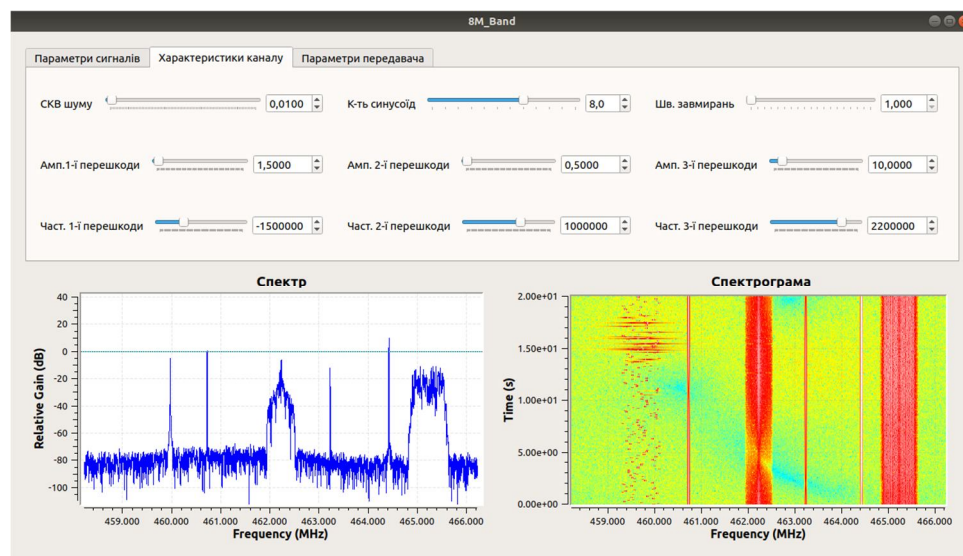 8M_Band
Параметри сигналів Характеристики каналу Параметри передавача
СКВ шуму 0,0100 К-ть синусоїд 8,0 Шв. завмирань 1,000
Амп.1-ї перешкоди 1,5000 Амп. 2-ї перешкоди 0,5000 Амп. 3-ї перешкоди 10,0000
Част. 1-ї перешкоди -1500000 Част. 2-ї перешкоди 1000000 Част. 3-ї перешкоди 2200000
Спектр
40
20
0
-20
-40
-60
-80
-100
Relative Gain (dB)
459.000 460.000 461.000 462.000 463.000 464.000 465.000 466.000
Frequency (MHz)
Спектрограма
2.00e+01
1.50e+01
1.00e+01
5.00e+00
0.00e+00
Time (s)
459.000 460.000 461.000 462.000 463.000 464.000 465.000 466.000
Frequency (MHz)